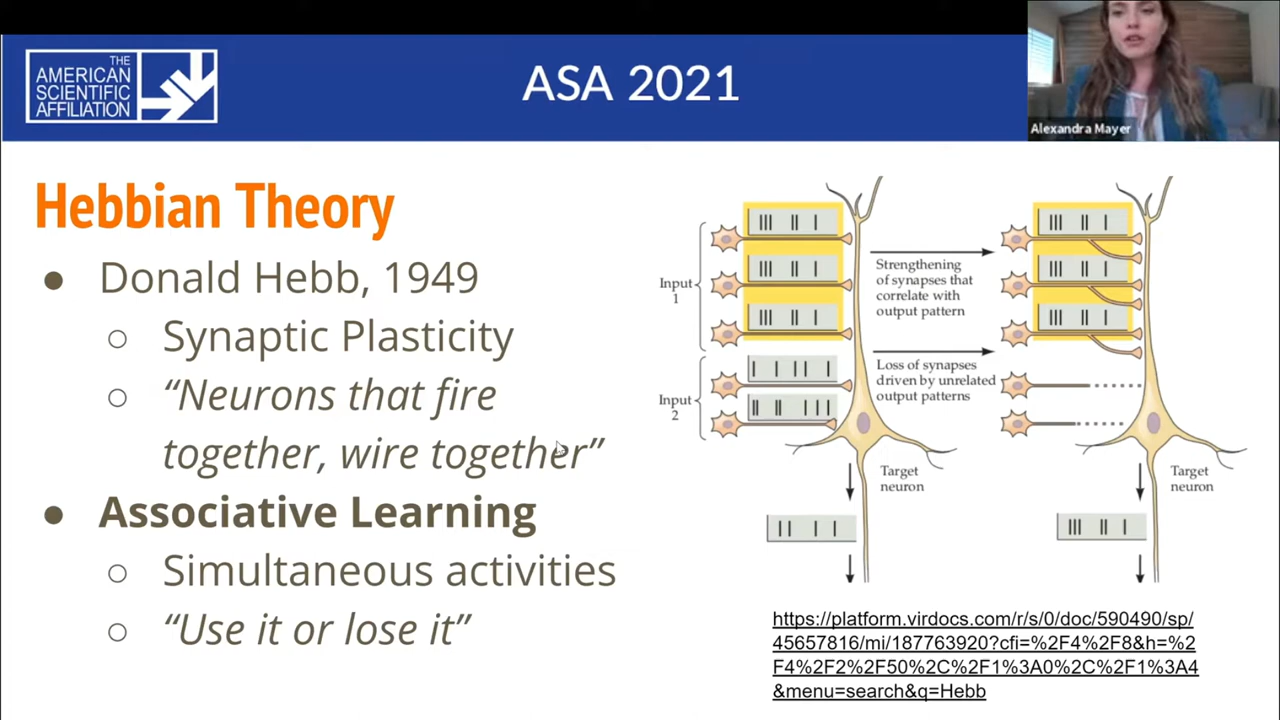 THE
AMERICAN
SCIENTIFIC
AFFILIATION
ASA 2021
Alexandra Mayer
Hebbian Theory
● Donald Hebb, 1949
○ Synaptic Plasticity
○ “Neurons that fire
together, wire together”
● Associative Learning
○ Simultaneous activities
○ “Use it or lose it”
Input
1
Input
2
Strengthening
of synapses that
correlate with
output pattern
Loss of synapses
driven by unrelated
output patterns
Target
neuron
Target
neuron
https://platform.virdocs.com/r/s/0/doc/590490/sp/
45657816/mi/187763920?cfi=%2F4%2F8&h=%2
F4%2F2%2F50%2C%2F1%3A0%2C%2F1%3A4
&menu=search&q=Hebb